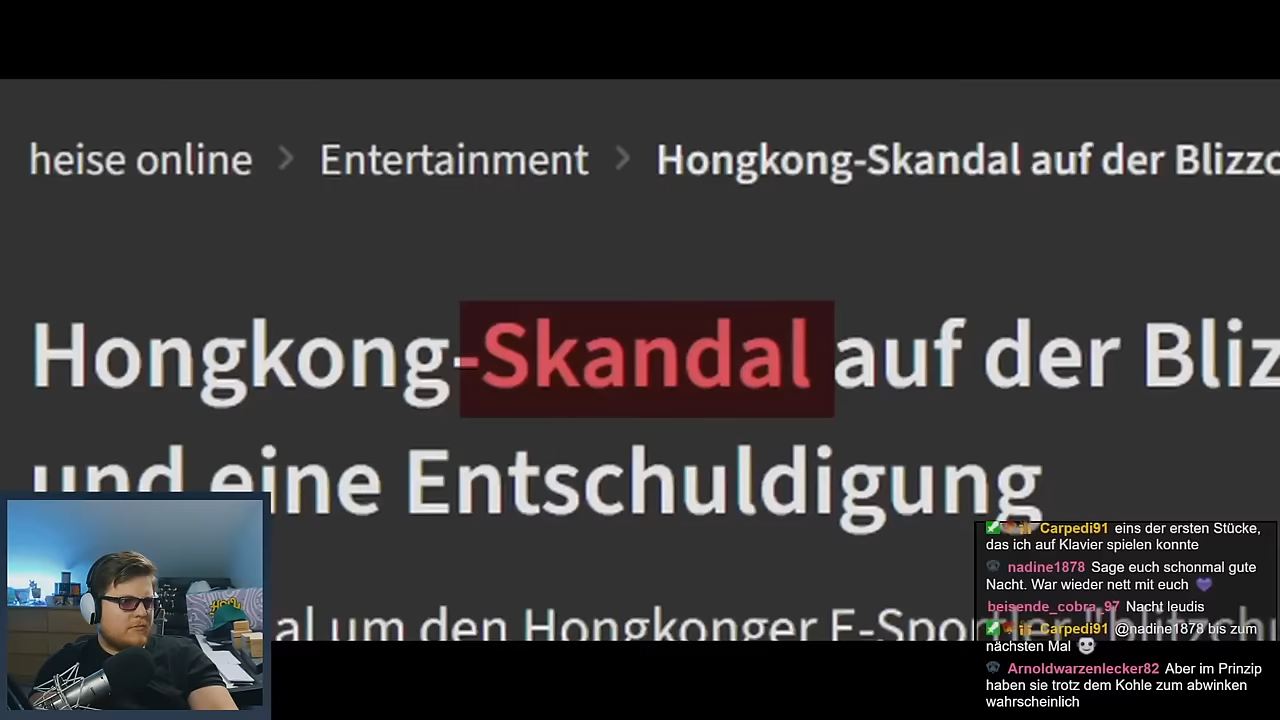 heise online > Entertainment > Hongkong-Skandal auf der Blizzc
Hongkong-Skandal auf der Bliz
und eine Entschuldigung
al um den Hongkonger E-Spo
Carpedi91 eins der ersten Stücke,
das ich auf Klavier spielen konnte
nadine1878 Sage euch schonmal gute
Nacht. War wieder nett mit euch 💜
beisende_cobra_97 Nacht leudis
Carpedi91 @nadine1878 bis zum
nächsten Mal
Arnoldwarzenlecker82 Aber im Prinzip
haben sie trotz dem Kohle zum abwinken
wahrscheinlich